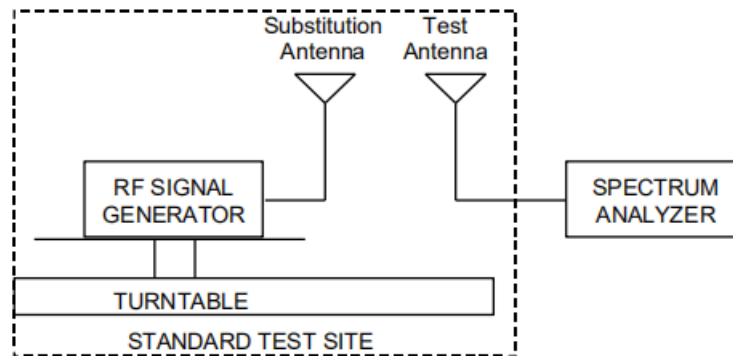 Substitution
Antenna
Test
Antenna
RF SIGNAL
GENERATOR
SPECTRUM
ANALYZER
TURNTABLE
STANDARD TEST SITE